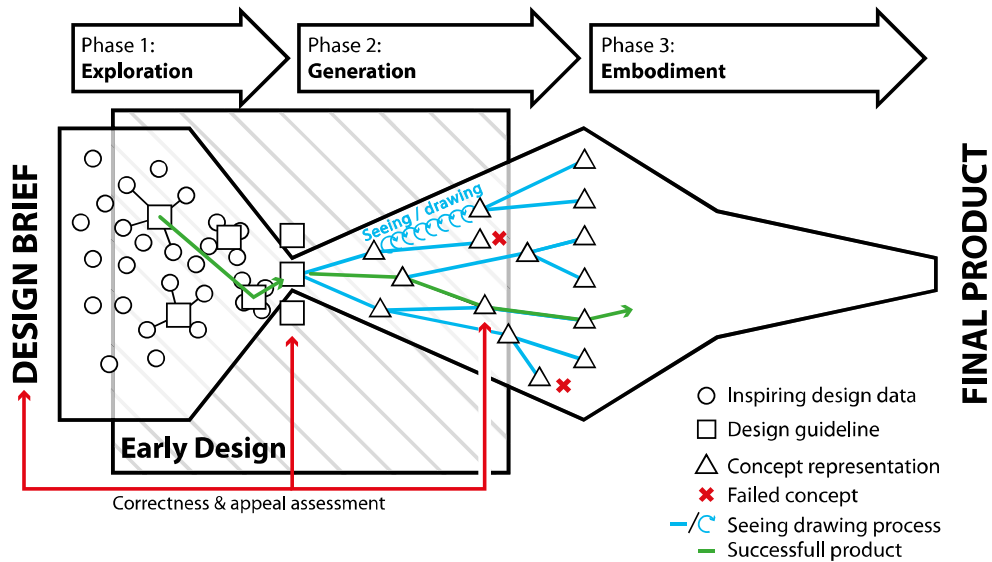 Phase 1:
Exploration
Phase 2:
Generation
Phase 3:
Embodiment
DESIGN BRIEF
Seeing / drawing
FINAL PRODUCT
Early Design
Correctness & appeal assessment
Inspiring design data
Design guideline
Concept representation
Failed concept
Seeing drawing process
Successfull product